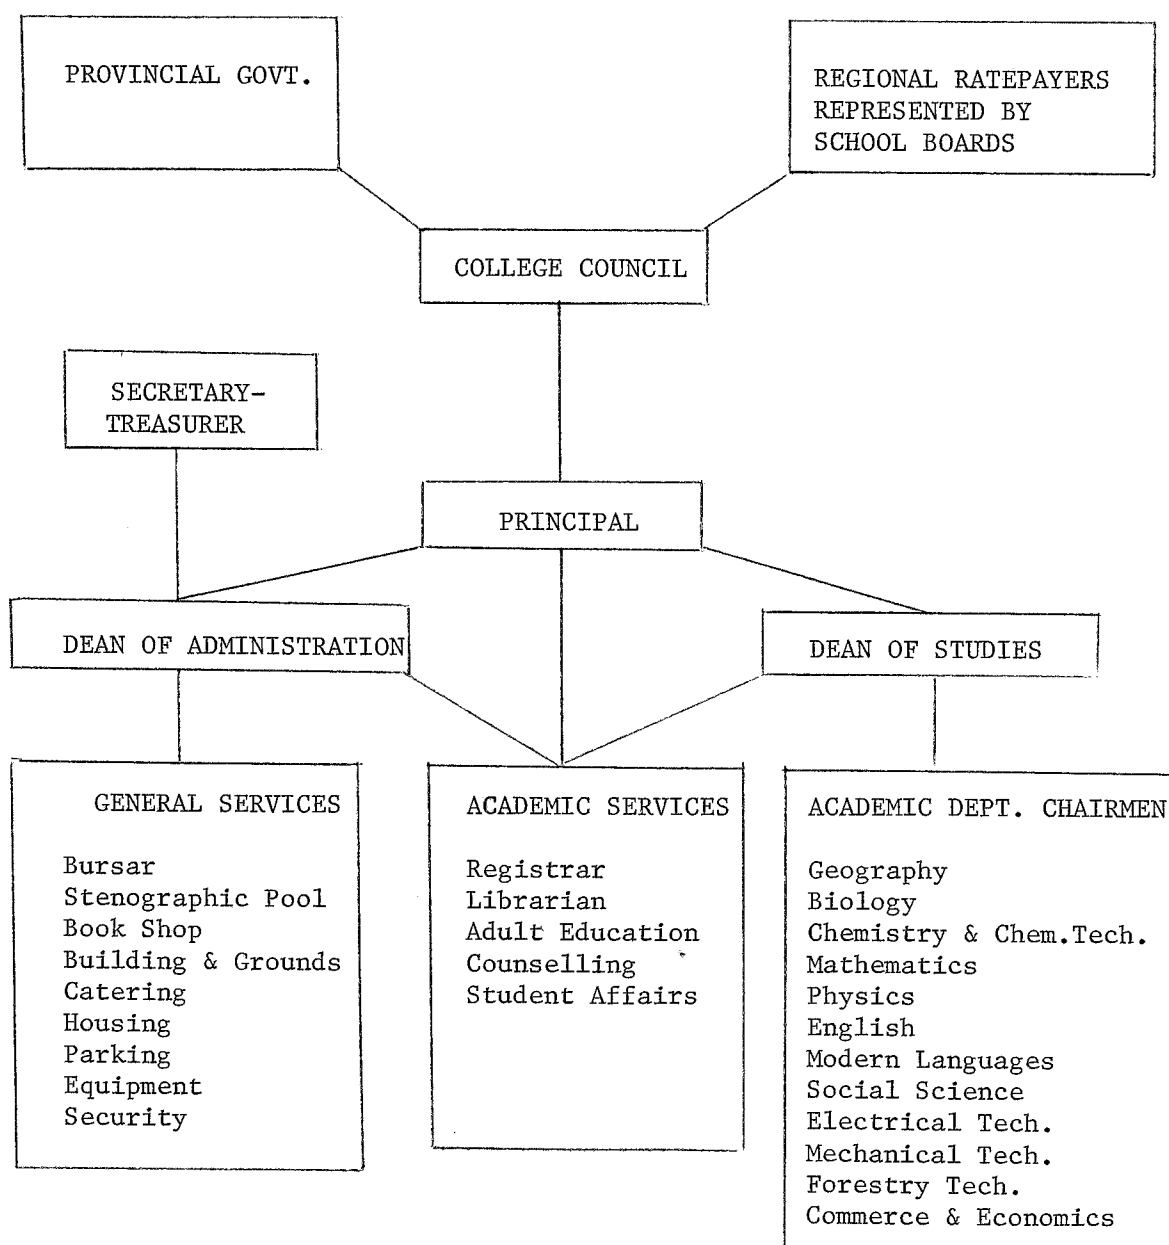 PROVINCIAL GOVT.
REGIONAL RATEPAYERS
REPRESENTED BY
SCHOOL BOARDS
COLLEGE COUNCIL
SECRETARY-
TREASURER
PRINCIPAL
DEAN OF ADMINISTRATION
DEAN OF STUDIES
GENERAL SERVICES
Bursar
Stenographic Pool
Book Shop
Building & Grounds
Catering
Housing
Parking
Equipment
Security
ACADEMIC SERVICES
Registrar
Librarian
Adult Education
Counselling
Student Affairs
ACADEMIC DEPT. CHAIRMEN
Geography
Biology
Chemistry & Chem.Tech.
Mathematics
Physics
English
Modern Languages
Social Science
Electrical Tech.
Mechanical Tech.
Forestry Tech.
Commerce & Economics